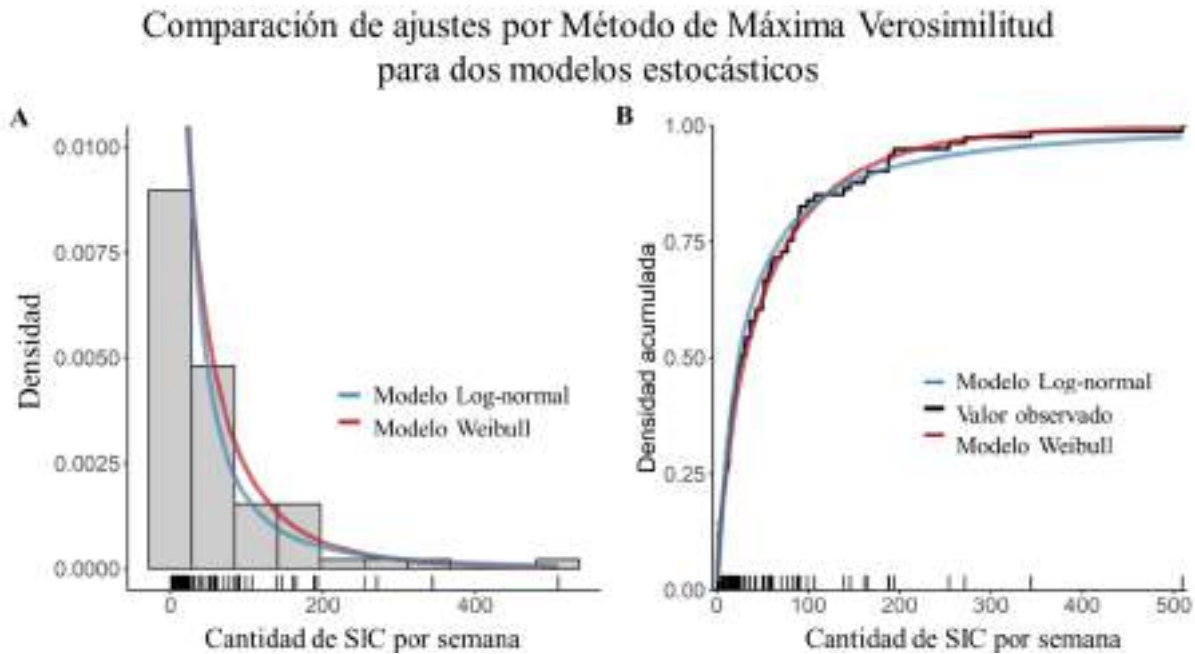 Comparación de ajustes por Método de Máxima Verosimilitud
para dos modelos estocásticos
A
0.0100
0.0075
0.0050
0.0025
0.0000
Densidad
Modelo Log-normal
Modelo Weibull
0
200
400
Cantidad de SIC por semana
B
1.00
0.75
0.50
0.25
0.00
Densidad acumulada
Modelo Log-normal
Valor observado
Modelo Weibull
0
100
200
300
400
500
Cantidad de SIC por semana